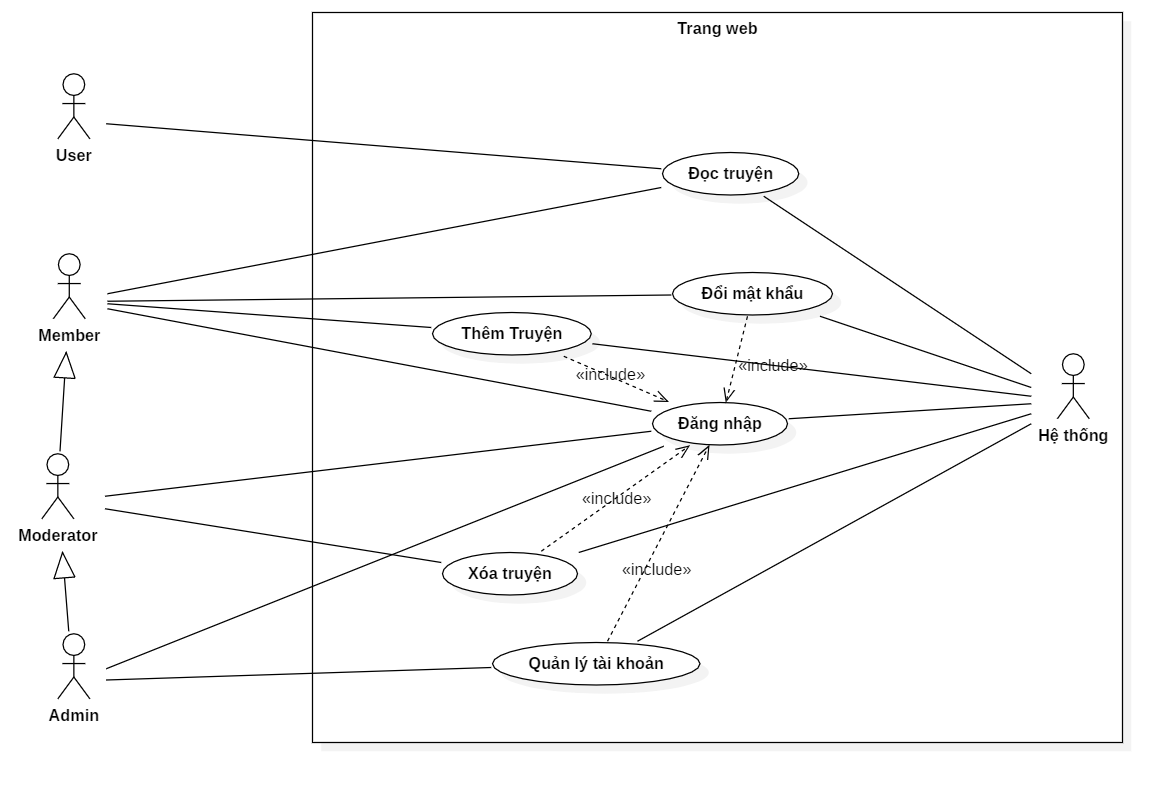 Trang web
User
Đọc truyện
Member
Đổi mật khẩu
Thêm Truyện
«include»
«include»
Đăng nhập
Hệ thống
Moderator
«include»
Xóa truyện
«include»
Quản lý tài khoản
Admin